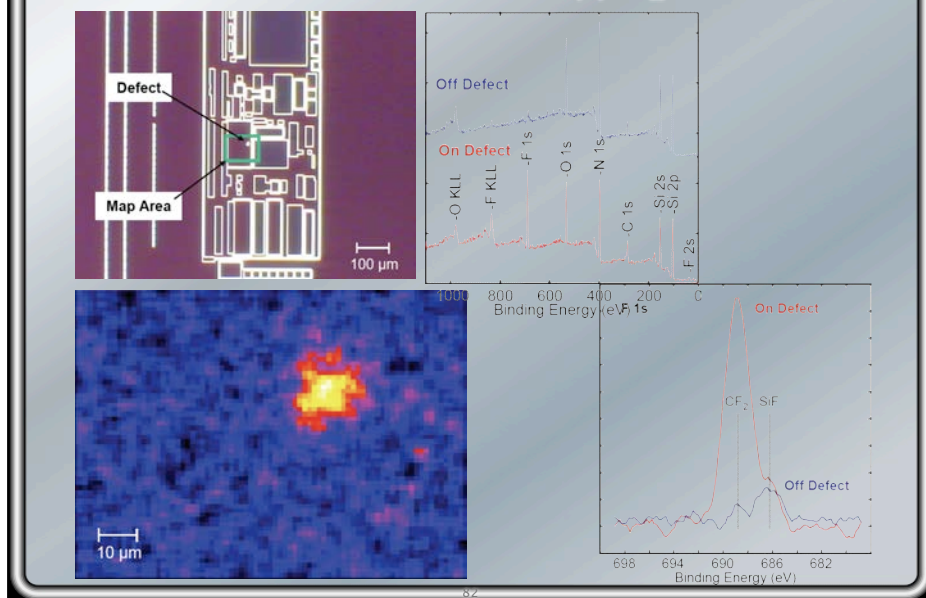 Defect
Map Area
100 µm
Off Defect
On Defect
-O KLL
-F KLL
-F 1s
-O 1s
-N 1s
-C 1s
-Si 2s
-Si 2p
F 2s
1000 800 600 400 200 0
Binding Energy (eV)
10 µm
F 1s
On Defect
CF2
SiF
Off Defect
698 694 690 686 682
Binding Energy (eV)
82